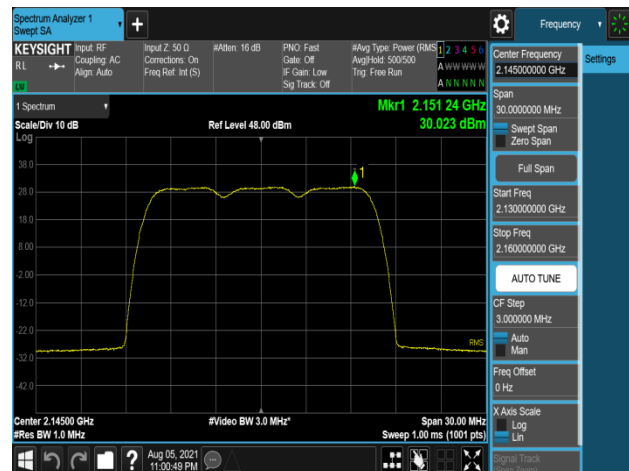 Spectrum Analyzer 1
Swept SA
Frequency
KEYSIGHT
RL
LW
Input: RF
Coupling: AC
Align: Auto
Input Z: 50 Ω
Corrections: On
Freq Ref: Int (S)
#Atten: 16 dB
PNO: Fast
Gate: Off
IF Gain: Low
Sig Track: Off
#Avg Type: Power (RMS
Avg|Hold: 500/500
Trig: Free Run
1 2 3 4 5 6
A W W W W W
A N N N N N
1 Spectrum
Scale/Div 10 dB
Ref Level 48.00 dBm
Mkr1 2.151 24 GHz
30.023 dBm
Log
38.0
28.0
18.0
8.00
-2.00
-12.0
-22.0
-32.0
-42.0
1
RMS
Center 2.14500 GHz
#Res BW 1.0 MHz
#Video BW 3.0 MHz*
Span 30.00 MHz
Sweep 1.00 ms (1001 pts)
?
Aug 05, 2021
11:00:49 PM
Center Frequency
2.145000000 GHz
Settings
Span
30.0000000 MHz
Swept Span
Zero Span
Full Span
Start Freq
2.130000000 GHz
Stop Freq
2.160000000 GHz
AUTO TUNE
CF Step
3.000000 MHz
Auto
Man
Freq Offset
0 Hz
X Axis Scale
Log
Lin
Signal Track